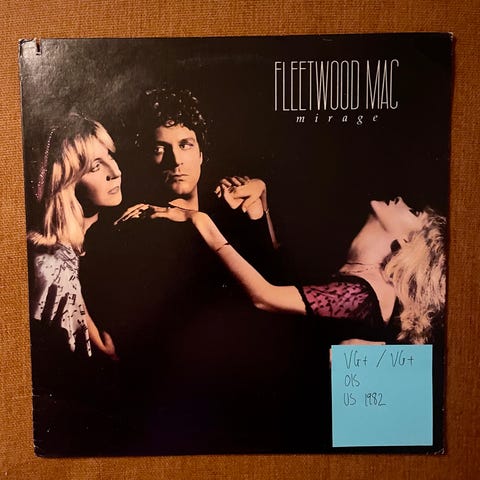 FLEETWOOD MAC
mirage
VG+ / VG+
OIS
US 1982